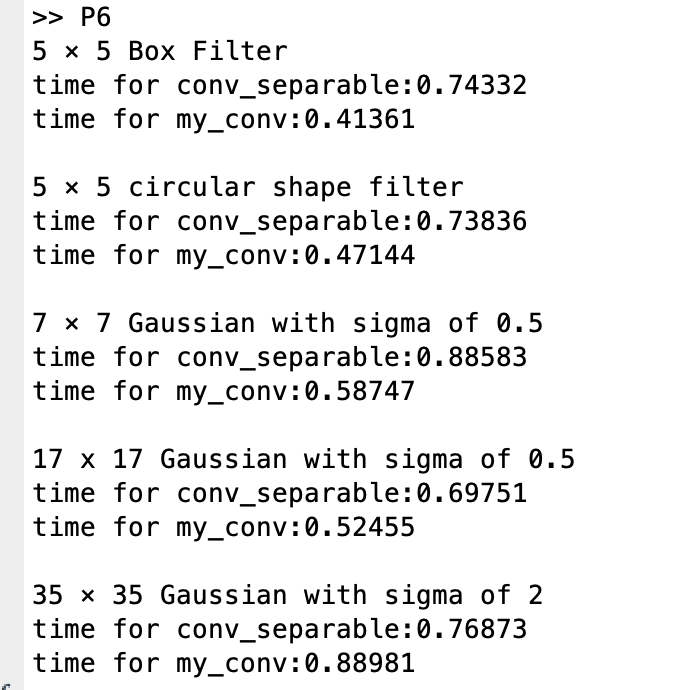 >> P6
5 × 5 Box Filter
time for conv_separable:0.74332
time for my_conv:0.41361
5 × 5 circular shape filter
time for conv_separable:0.73836
time for my_conv:0.47144
7 × 7 Gaussian with sigma of 0.5
time for conv_separable:0.88583
time for my_conv:0.58747
17 x 17 Gaussian with sigma of 0.5
time for conv_separable:0.69751
time for my_conv:0.52455
35 × 35 Gaussian with sigma of 2
time for conv_separable:0.76873
time for my_conv:0.88981